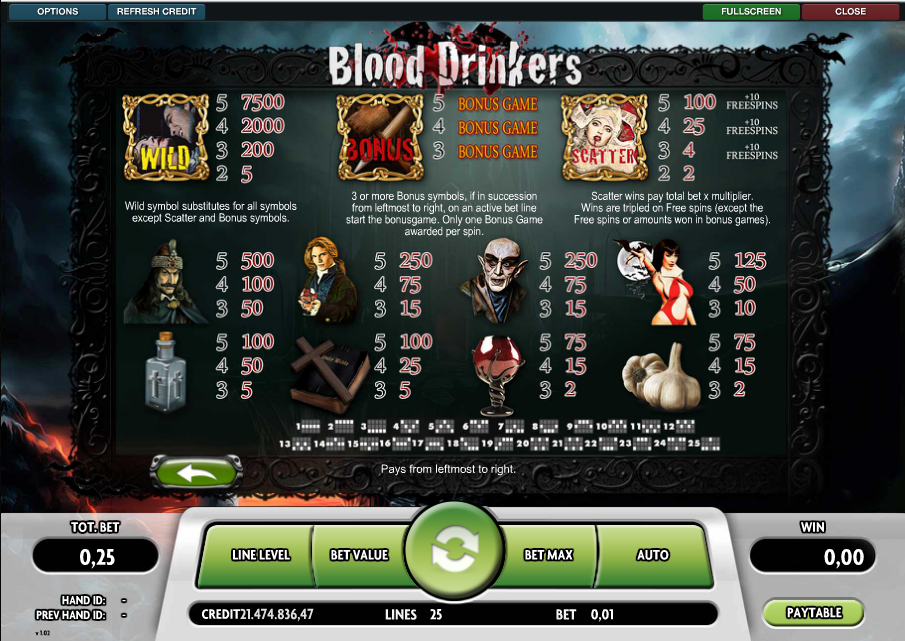 OPTIONS REFRESH CREDIT FULLSCREEN CLOSE
Blood Drinkers
WILD
5 7500
4 2000
3 200
2 5
Wild symbol substitutes for all symbols
except Scatter and Bonus symbols.
BONUS
5 BONUS GAME
4 BONUS GAME
3 BONUS GAME
3 or more Bonus symbols, if in succession
from leftmost to right, on an active bet line
start the bonusgame. Only one Bonus Game
awarded per spin.
SCATTER
5 100 +10 FREESPINS
4 25 +10 FREESPINS
3 4 +10 FREESPINS
2 2
Scatter wins pay total bet x multiplier.
Wins are tripled on Free spins (except the
Free spins or amounts won in bonus games).
5 500
4 100
3 50
5 250
4 75
3 15
5 250
4 75
3 15
5 125
4 50
3 10
5 100
4 50
3 5
5 100
4 25
3 5
5 75
4 15
3 2
5 75
4 15
3 2
1 2 3 4 5 6 7 8 9 10 11 12
13 14 15 16 17 18 19 20 21 22 23 24 25
Pays from leftmost to right.
TOT. BET
0,25
HAND ID: -
PREV HAND ID: -
v 1.02
LINE LEVEL BET VALUE BET MAX AUTO
CREDIT 21.474.836,47 LINES 25 BET 0,01
WIN
0,00
PAYTABLE